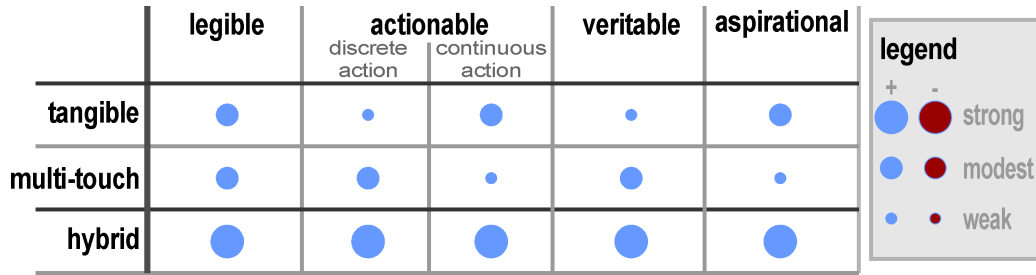 legible actionable veritable aspirational
discrete action continuous action
tangible
multi-touch
hybrid
legend
+ -
strong
modest
weak